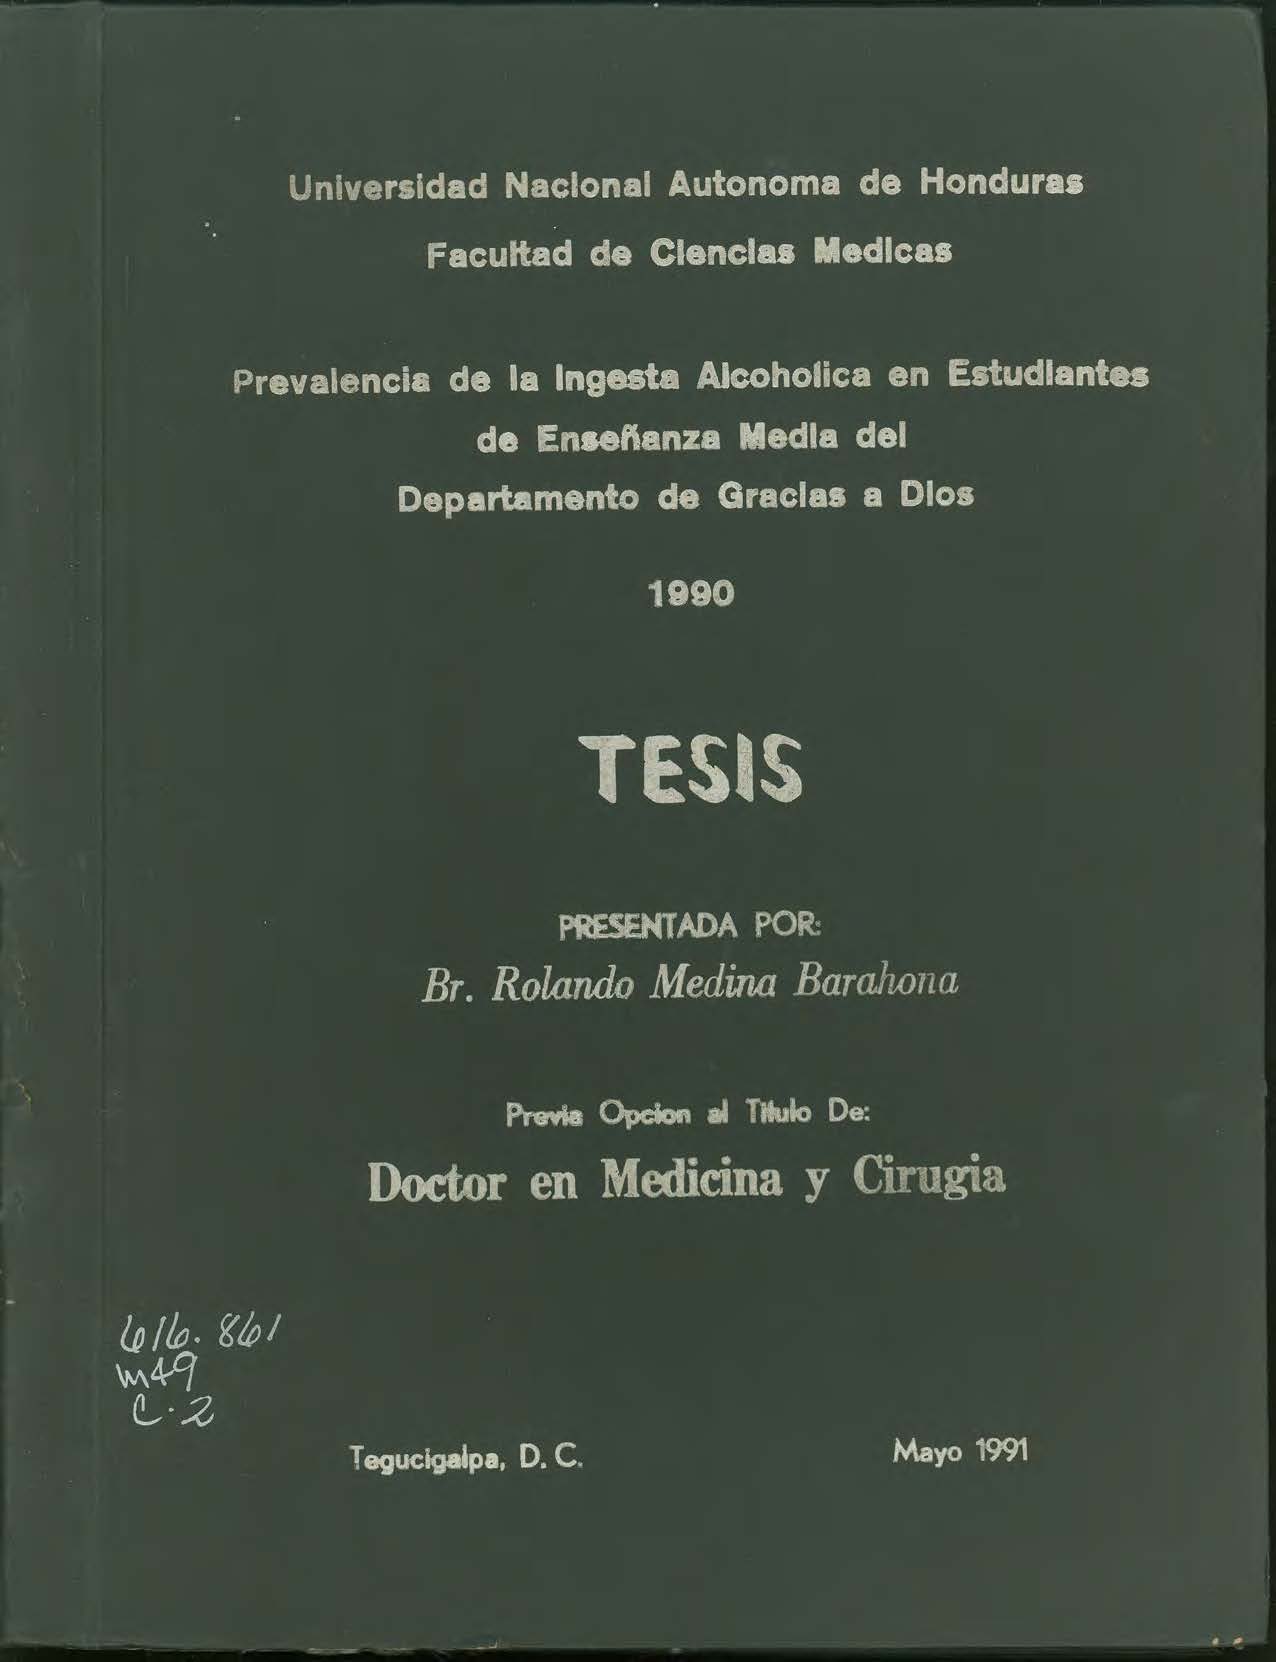 Universidad Nacional Autonoma de Honduras
Facultad de Ciencias Medicas
Prevalencia de la Ingesta Alcoholica en Estudiantes
de Enseñanza Media del
Departamento de Gracias a Dios
1990
TESIS
PRESENTADA POR:
Br. Rolando Medina Barahona
Previa Opcion al Titulo De:
Doctor en Medicina y Cirugia
616.861
M49
C.2
Tegucigalpa, D. C. Mayo 1991